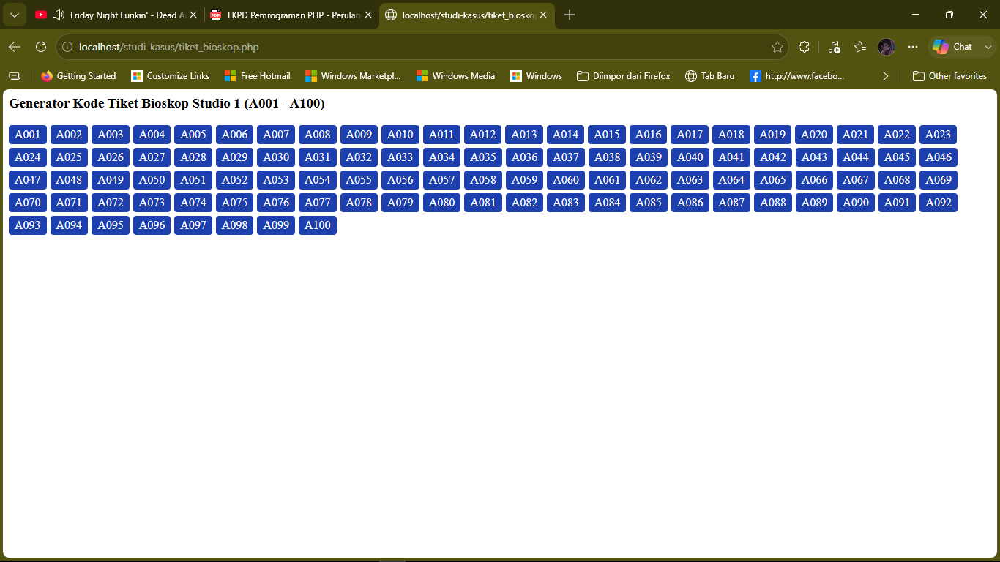 Friday Night Funkin' - Dead A
LKPD Pemrograman PHP - Perulan
localhost/studi-kasus/tiket_biosko
localhost/studi-kasus/tiket_bioskop.php
Chat
Getting Started Customize Links Free Hotmail Windows Marketpl... Windows Media Windows Diimpor dari Firefox Tab Baru http://www.facebo... Other favorites
Generator Kode Tiket Bioskop Studio 1 (A001 - A100)
A001 A002 A003 A004 A005 A006 A007 A008 A009 A010 A011 A012 A013 A014 A015 A016 A017 A018 A019 A020 A021 A022 A023
A024 A025 A026 A027 A028 A029 A030 A031 A032 A033 A034 A035 A036 A037 A038 A039 A040 A041 A042 A043 A044 A045 A046
A047 A048 A049 A050 A051 A052 A053 A054 A055 A056 A057 A058 A059 A060 A061 A062 A063 A064 A065 A066 A067 A068 A069
A070 A071 A072 A073 A074 A075 A076 A077 A078 A079 A080 A081 A082 A083 A084 A085 A086 A087 A088 A089 A090 A091 A092
A093 A094 A095 A096 A097 A098 A099 A100